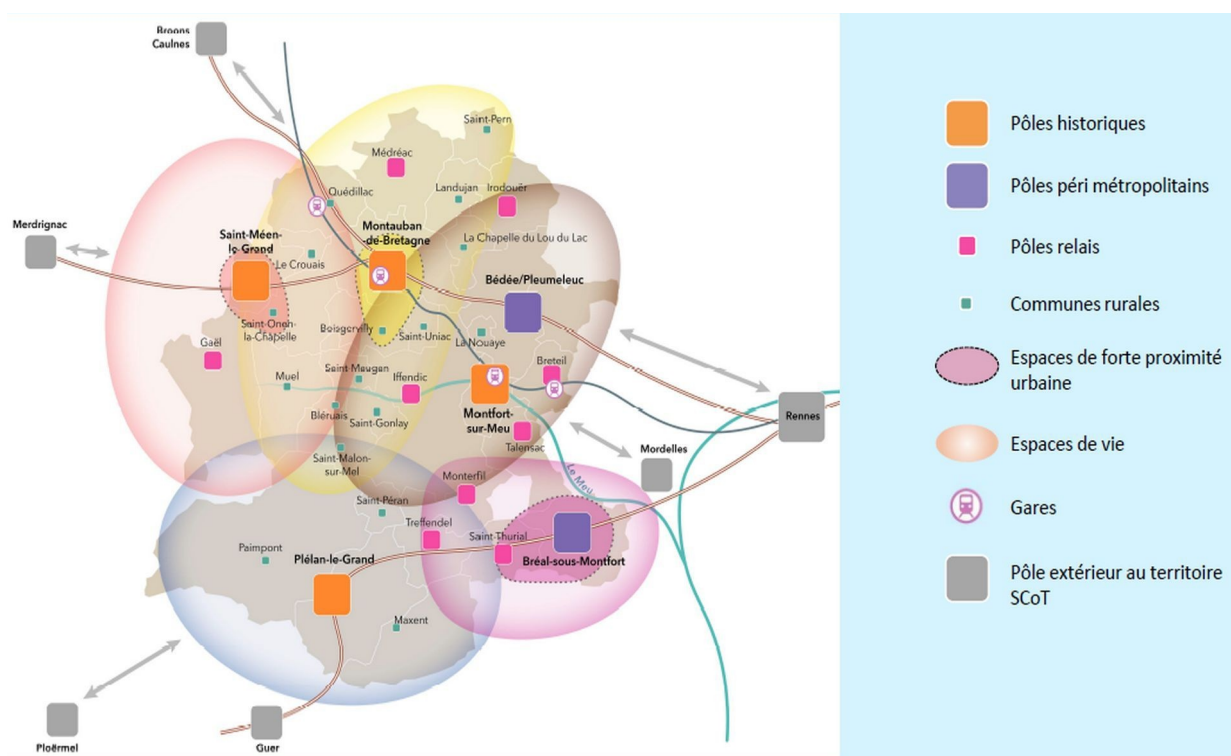 Broons
Caulnes
Saint-Pern
Médréac
Quédillac
Landujan
Irodouër
Merdrignac
Saint-Méen-
le-Grand
Montauban
-de-Bretagne
La Chapelle du Lou du Lac
Le Crouais
Bédée/Pleumeleuc
Saint-Onen-
la-Chapelle
Boisgervilly
Saint-Uniac
La Nouaye
Gaël
Breteil
Muel
Saint-Maugan
Iffendic
Rennes
Bléruais
Saint-Gonlay
Montfort-
sur-Meu
Talensac
Mordelles
Saint-Malon-
sur-Mel
Le Meu
Monterfil
Saint-Péran
Treffendel
Saint-Thurial
Paimpont
Plélan-le-Grand
Bréal-sous-Montfort
Maxent
Ploërmel
Guer
Pôles historiques
Pôles péri métropolitains
Pôles relais
Communes rurales
Espaces de forte proximité
urbaine
Espaces de vie
Gares
Pôle extérieur au territoire
SCoT